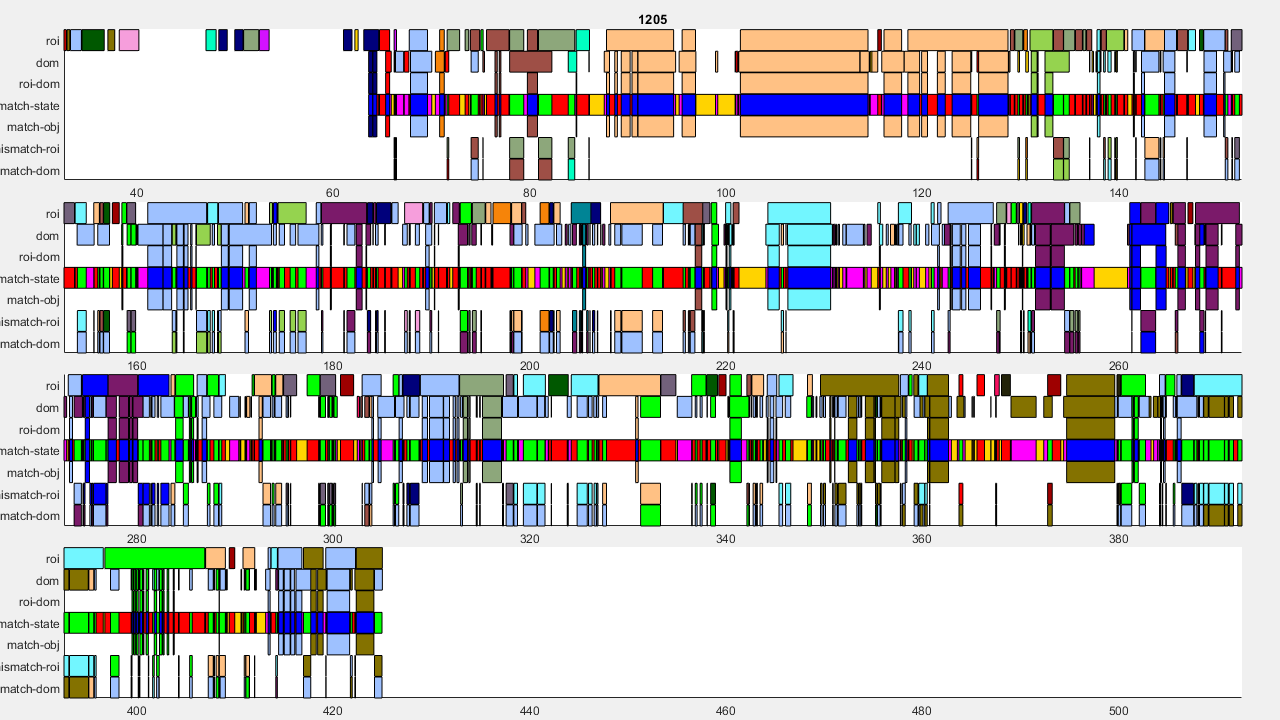 1205
roi
dom
roi-dom
match-state
match-obj
ismatch-roi
match-dom
40 60 80 100 120 140
roi
dom
roi-dom
match-state
match-obj
ismatch-roi
match-dom
160 180 200 220 240 260
roi
dom
roi-dom
match-state
match-obj
ismatch-roi
match-dom
280 300 320 340 360 380
roi
dom
roi-dom
match-state
match-obj
ismatch-roi
match-dom
400 420 440 460 480 500